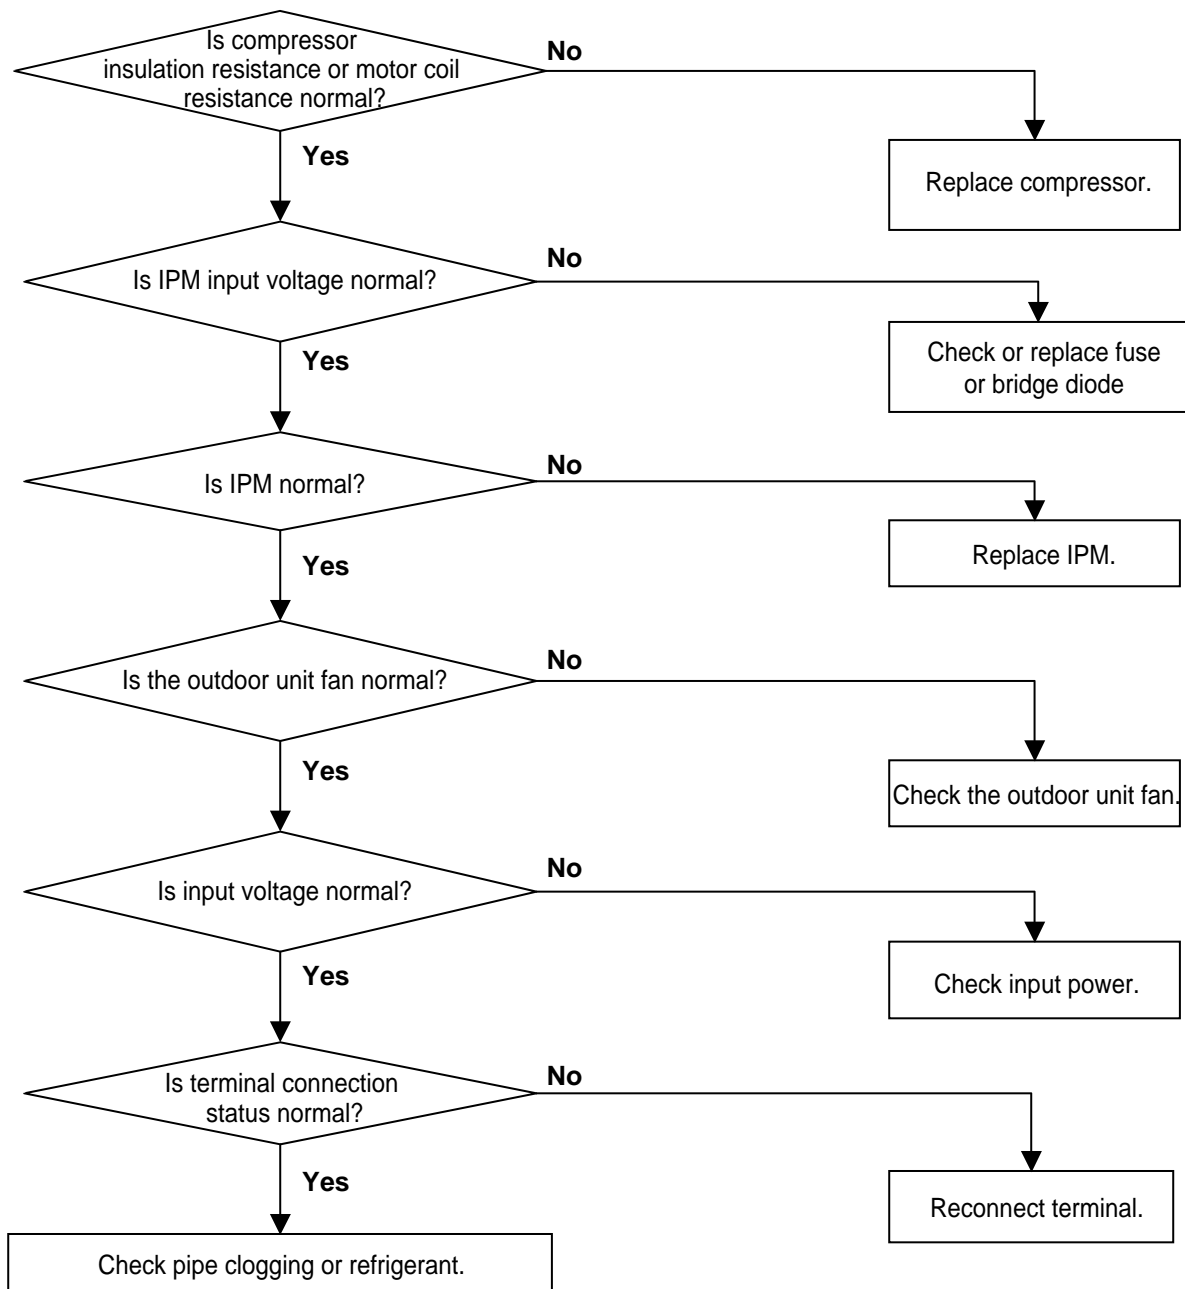 Is compressor
insulation resistance or motor coil
resistance normal?
No
Yes
Replace compressor.
Is IPM input voltage normal?
No
Yes
Check or replace fuse
or bridge diode
Is IPM normal?
No
Yes
Replace IPM.
Is the outdoor unit fan normal?
No
Yes
Check the outdoor unit fan.
Is input voltage normal?
No
Yes
Check input power.
Is terminal connection
status normal?
No
Yes
Reconnect terminal.
Check pipe clogging or refrigerant.